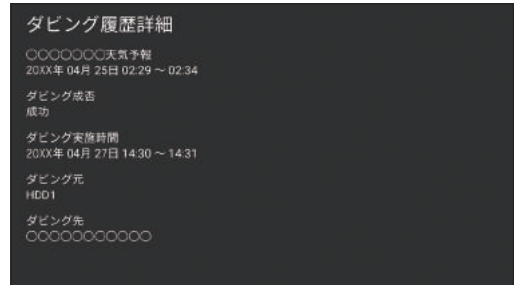 ダビング履歴詳細
○○○○○○○天気予報
20XX年 04月 25日 02:29 ~ 02:34
ダビング成否
成功
ダビング実施時間
20XX年 04月 27日 14:30 ~ 14:31
ダビング元
HDD1
ダビング先
○○○○○○○○○○○